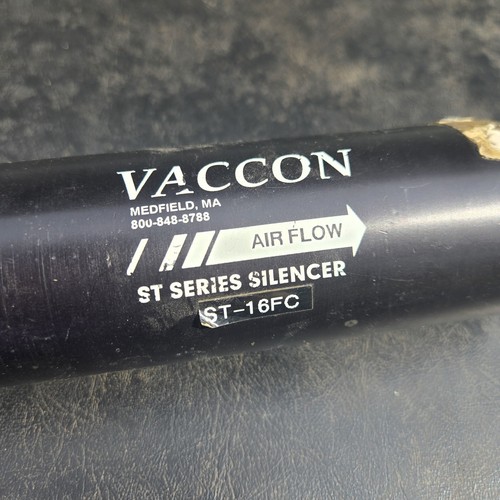 VACCON
MEDFIELD, MA
800-848-8788
AIR FLOW
ST SERIES SILENCER
ST-16FC